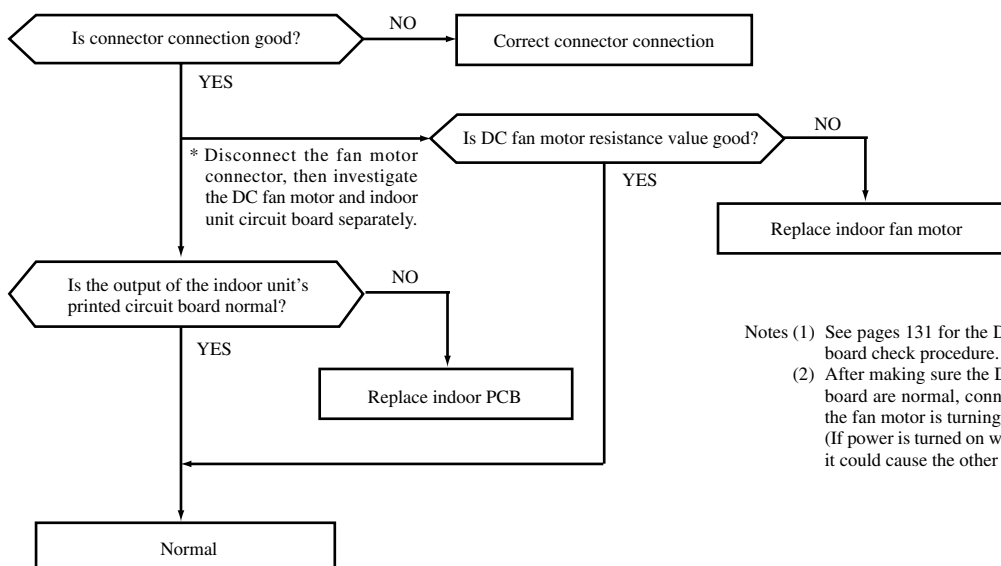 Is connector connection good?
NO
Correct connector connection
YES
Is DC fan motor resistance value good?
NO
YES
* Disconnect the fan motor
connector, then investigate
the DC fan motor and indoor
unit circuit board separately.
Replace indoor fan motor
Is the output of the indoor unit's
printed circuit board normal?
NO
YES
Replace indoor PCB
Notes (1) See pages 131 for the
board check procedure.
(2) After making sure the
board are normal,
the fan motor is turning
(If power is turned on
it could cause the other
Normal